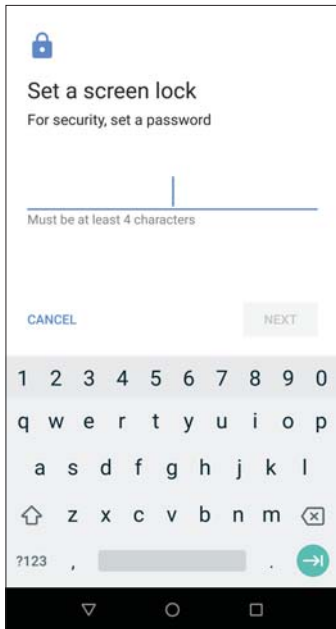 Set a screen lock
For security, set a password
Must be at least 4 characters
CANCEL NEXT
1 2 3 4 5 6 7 8 9 0
q w e r t y u i o p
a s d f g h j k l
z x c v b n m
?123 , .